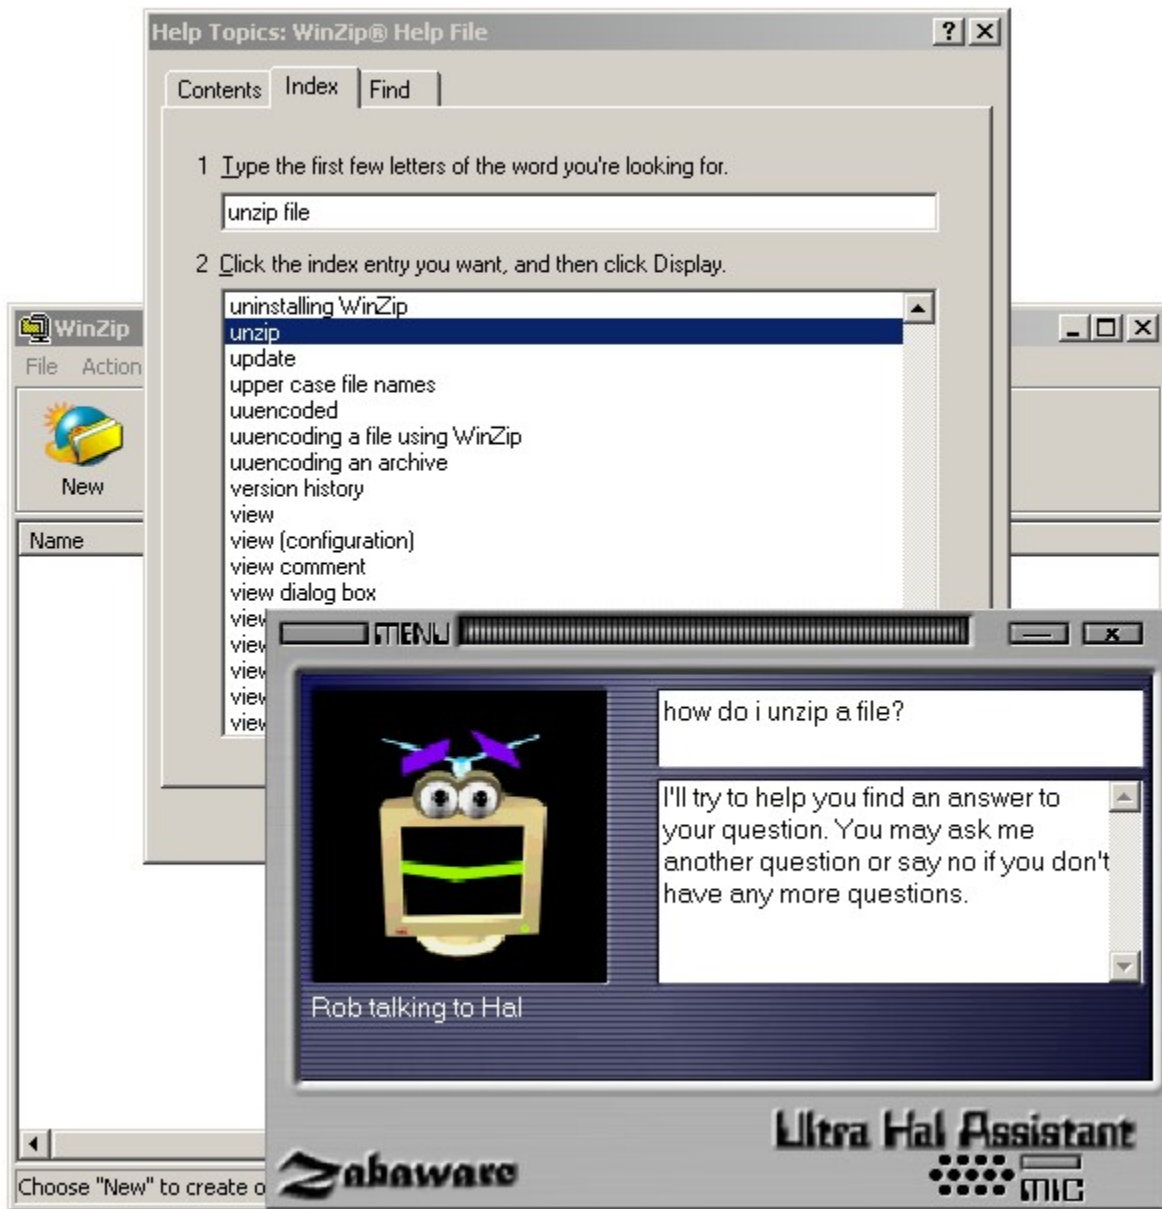 Help Topics: WinZip® Help File
Contents Index Find
1 Type the first few letters of the word you're looking for.
unzip file
2 Click the index entry you want, and then click Display.
uninstalling WinZip
unzip
update
upper case file names
uuencoded
uuencoding a file using WinZip
uuencoding an archive
version history
view
view (configuration)
view comment
view dialog box
view
view
view
view
view
WinZip
File Action
New
Name
Choose "New" to create o
MENU
how do i unzip a file?
I'll try to help you find an answer to
your question. You may ask me
another question or say no if you don't
have any more questions.
Rob talking to Hal
Zabaware
Ultra Hal Assistant
MIC